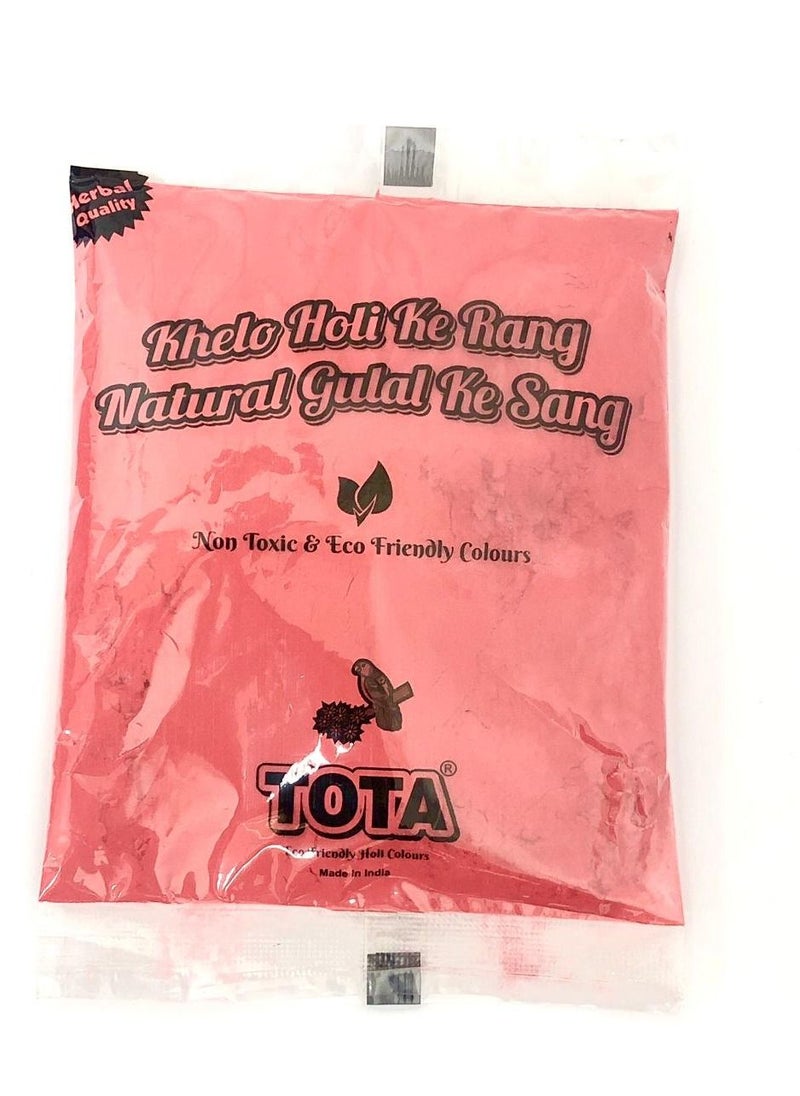 Herbal
Quality
Khelo Holi Ke Rang
Natural Gulal Ke Sang
Non Toxic & Eco Friendly Colours
TOTA®
Eco Friendly Holi Colours
Made In India